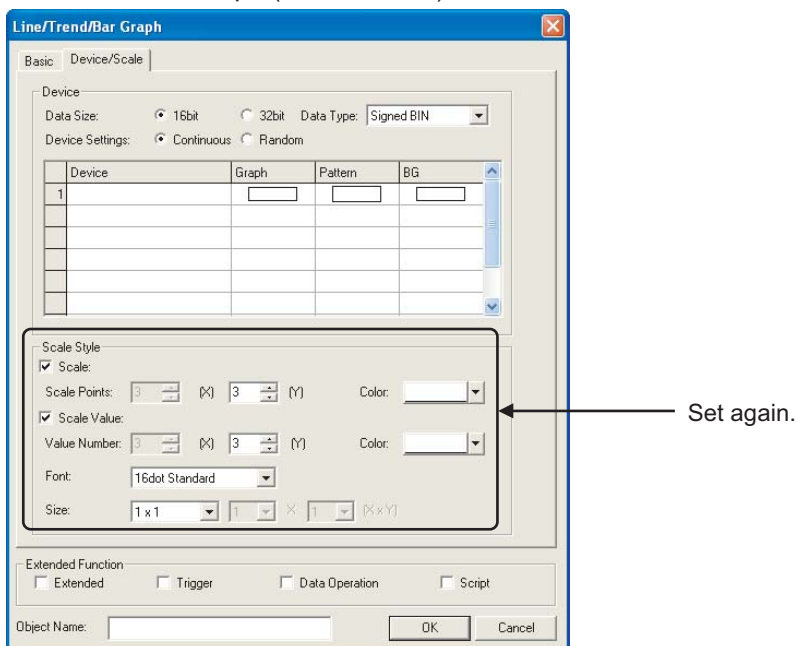 Line/Trend/Bar Graph
Basic Device/Scale
Device
Data Size: 16bit 32bit Data Type: Signed BIN
Device Settings: Continuous Random
Device Graph Pattern BG
1
Scale Style
Scale:
Scale Points: 3 (X) 3 (Y) Color:
Scale Value:
Value Number: 3 (X) 3 (Y) Color:
Set again.
Font: 16dot Standard
Size: 1 x 1 1 X 1 (X x Y)
Extended Function
Extended Trigger Data Operation Script
Object Name: OK Cancel